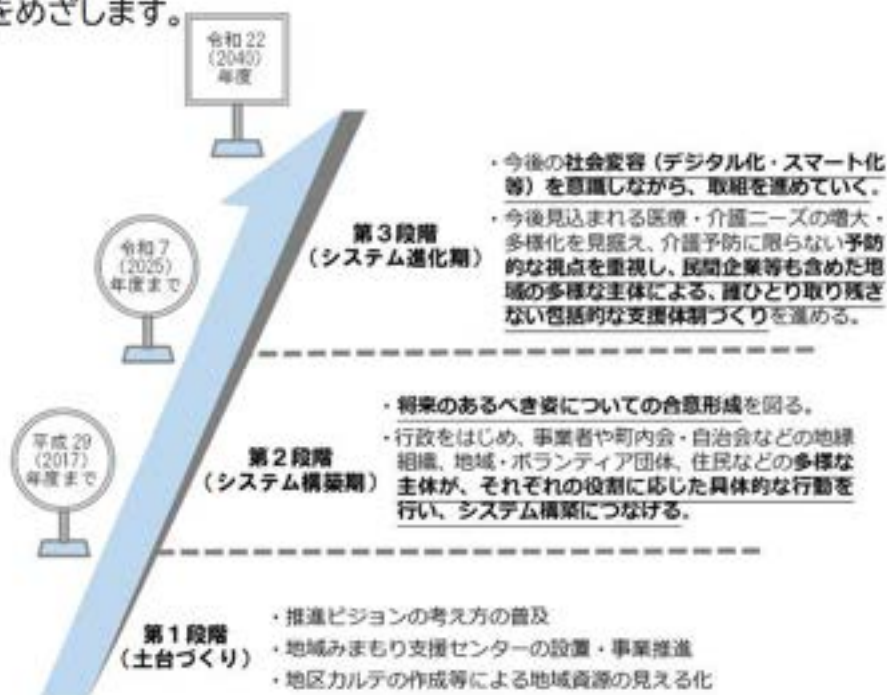 をめざします。
令和22
（2040）
年度
・今後の社会変容（デジタル化・スマート化
等）を意識しながら、取組を進めていく。
・今後見込まれる医療・介護ニーズの増大・
多様化を見据え、介護予防に限らない予防
的な視点を重視し、民間企業等も含めた地
域の多様な主体による、誰ひとり取り残さ
ない包括的な支援体制づくりを進める。
第３段階
（システム進化期）
令和７
（2025）
年度まで
・将来のあるべき姿についての合意形成を図る。
・行政をはじめ、事業者や町内会・自治会などの地縁
組織、地域・ボランティア団体、住民などの多様な
主体が、それぞれの役割に応じた具体的な行動を
行い、システム構築につなげる。
第２段階
（システム構築期）
平成29
（2017）
年度まで
第１段階
（土台づくり）
・推進ビジョンの考え方の普及
・地域みまもり支援センターの設置・事業推進
・地区カルテの作成等による地域資源の見える化